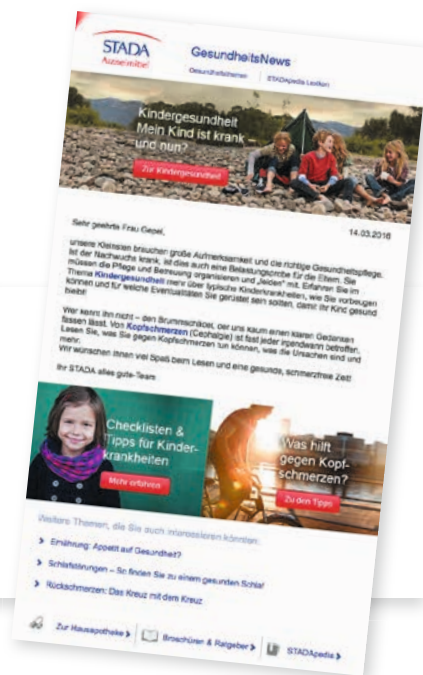 STADA
Arzneimittel
GesundheitsNews
Gesundheitsthemen
STADApedia Lexikon
Kindergesundheit
Mein Kind ist krank –
und nun?
Zur Kindergesundheit
Sehr geehrte Frau Gepel,
14.03.2016
unsere Kleinsten brauchen große Aufmerksamkeit und die richtige Gesundheitspflege.
Ist der Nachwuchs krank, ist dies auch eine Belastungsprobe für die Eltern. Sie
müssen die Pflege und Betreuung organisieren und „leiden“ mit. Erfahren Sie im
Thema Kindergesundheit mehr über typische Kinderkrankheiten, wie Sie vorbeugen
können und für welche Eventualitäten Sie gerüstet sein sollten, damit Ihr Kind gesund
bleibt!
Wer kennt ihn nicht – den Brummschädel, der uns kaum einen klaren Gedanken
fassen lässt. Von Kopfschmerzen (Cephalgie) ist fast jeder irgendwann betroffen.
Lesen Sie, was Sie gegen Kopfschmerzen tun können, was die Ursachen sind und
mehr.
Wir wünschen Ihnen viel Spaß beim Lesen und eine gesunde, schmerzfreie Zeit!
Ihr STADA alles gute-Team
Checklisten &
Tipps für Kinder-
krankheiten
Mehr erfahren
Was hilft
gegen Kopf-
schmerzen?
Zu den Tipps
Weitere Themen, die Sie auch interessieren könnten:
Ernährung: Appetit auf Gesundheit?
Schlafstörungen – So finden Sie zu einem gesunden Schlaf
Rückschmerzen: Das Kreuz mit dem Kreuz
Zur Hausapotheke
Broschüren & Ratgeber
STADApedia